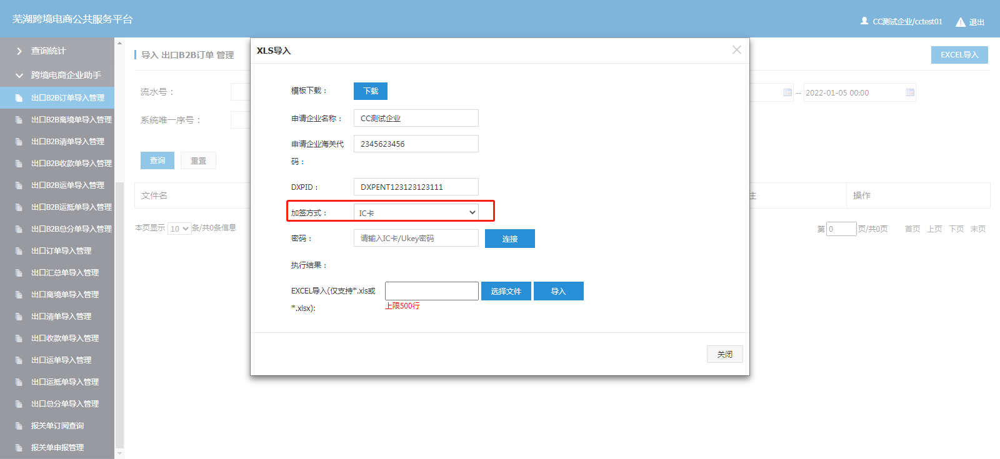 芜湖跨境电商公共服务平台
CC测试企业/cctest01
退出
查询统计
跨境电商企业助手
出口B2B订单导入管理
出口B2B离境单导入管理
出口B2B清单导入管理
出口B2B收款单导入管理
出口B2B运单导入管理
出口B2B运抵单导入管理
出口B2B总分单导入管理
出口订单导入管理
出口汇总单导入管理
出口离境单导入管理
出口清单导入管理
出口收款单导入管理
出口运单导入管理
出口运抵单导入管理
出口总分单导入管理
报关单订阅查询
报关单申报管理
导入 出口B2B订单 管理
EXCEL导入
流水号：
-- 2022-01-05 00:00
系统唯一序号：
查询 重置
文件名
注
操作
本页显示 10 条/共0条信息
第 0 页/共0页 首页 上页 下页 末页
XLS导入
模板下载： 下载
申请企业名称： CC测试企业
申请企业海关代
码：
2345623456
DXPID： DXPENT123123123111
加签方式： IC卡
密码： 请输入IC卡/Ukey密码 连接
执行结果：
EXCEL导入(仅支持*.xls或
*.xlsx):
选择文件 导入
上限500行
关闭